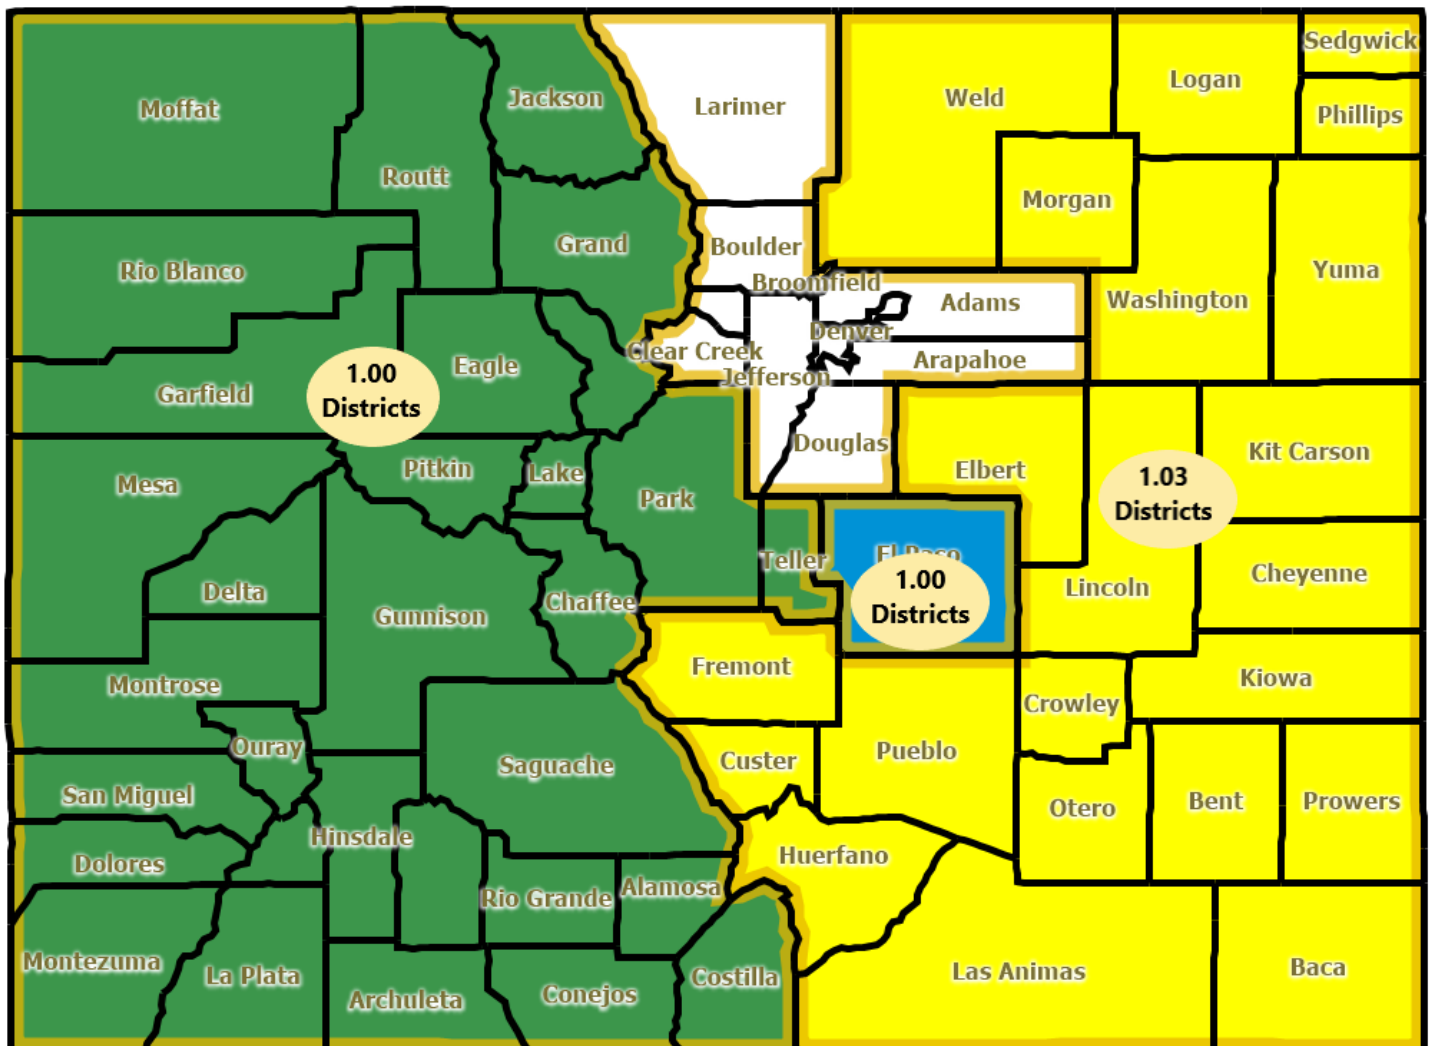 Sedgwick
Logan
Weld
Jackson
Larimer
Moffat
Phillips
Routt
Morgan
Grand
Boulder
Rio Blanco
Yuma
Broomfield
Washington
Adams
Denver
Clear Creek
Arapahoe
Eagle
1.00
Districts
Jefferson
Garfield
Douglas
Kit Carson
Elbert
Pitkin
Lake
Mesa
1.03
Districts
Park
El Paso
Teller
Cheyenne
1.00
Districts
Lincoln
Delta
Chaffee
Gunnison
Fremont
Kiowa
Montrose
Crowley
Ouray
Pueblo
Custer
Saguache
San Miguel
Bent
Prowers
Otero
Hinsdale
Huerfano
Dolores
Alamosa
Rio Grande
Montezuma
Baca
Las Animas
La Plata
Costilla
Conejos
Archuleta